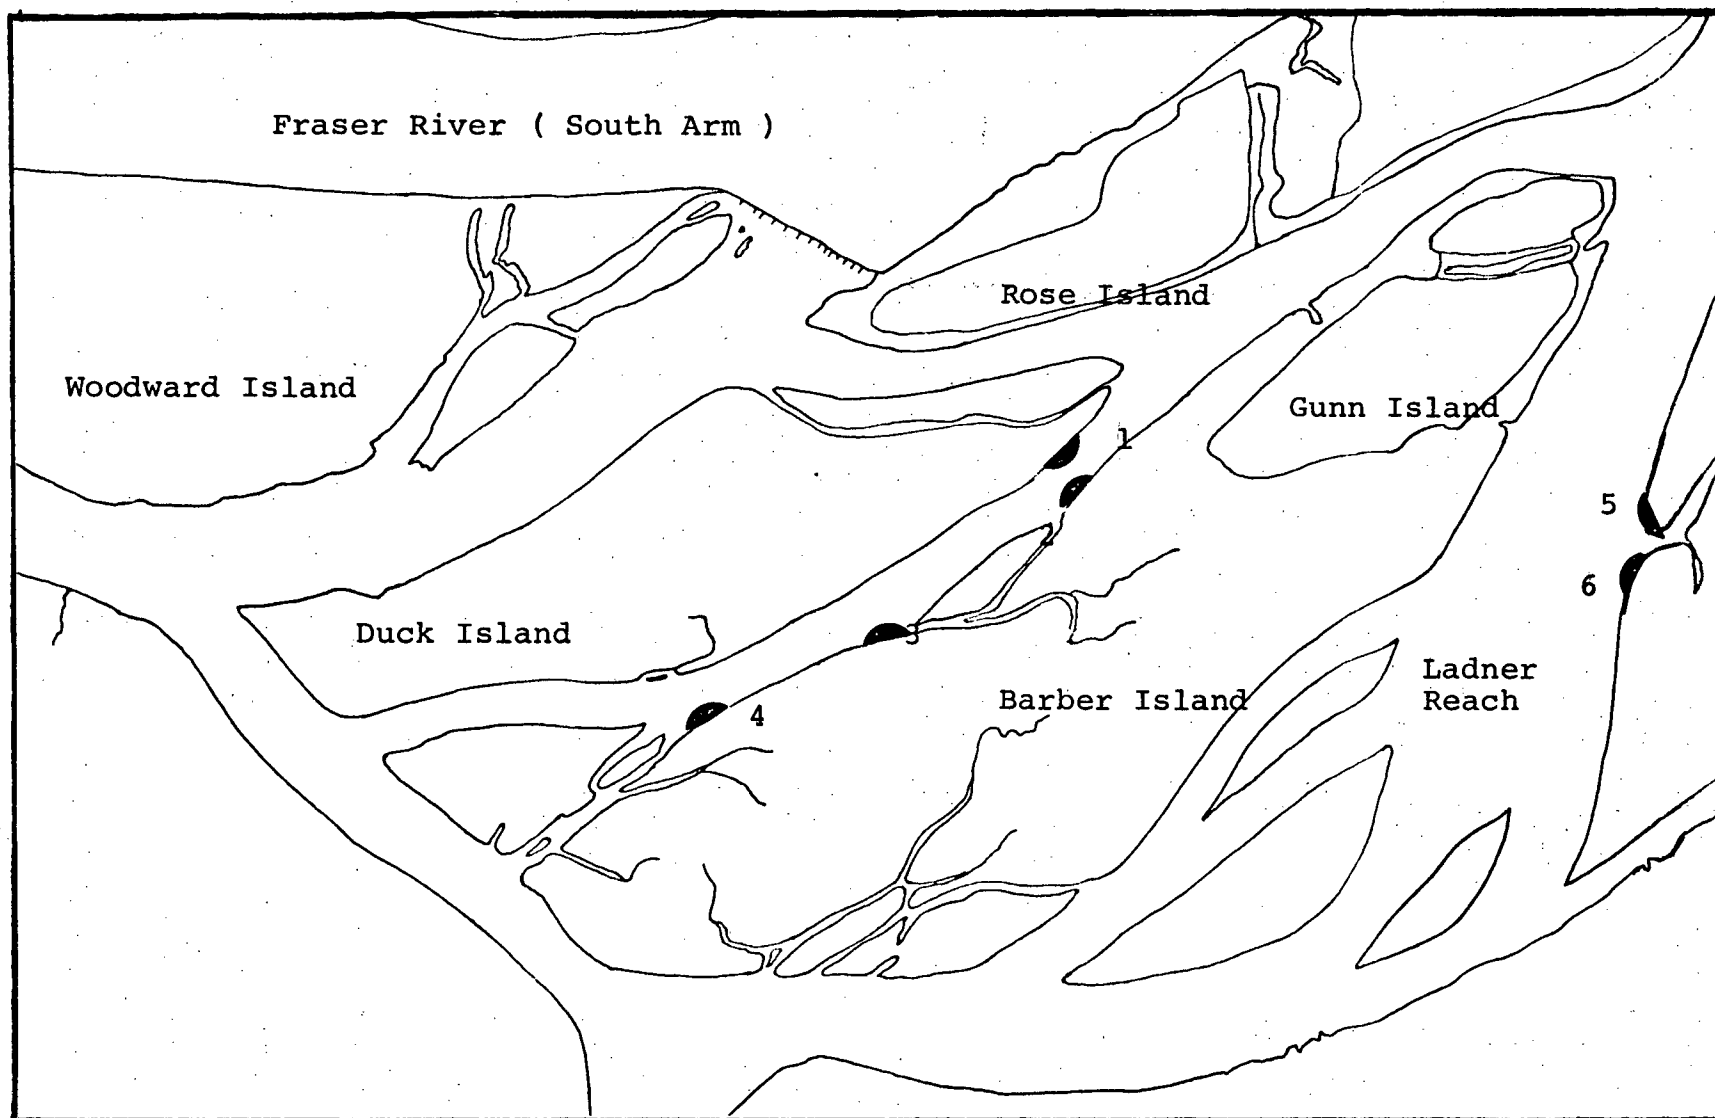 Fraser River ( South Arm )
Rose Island
Woodward Island
Gunn Island
1
5
2
6
Duck Island
3
Ladner
Reach
Barber Island
4